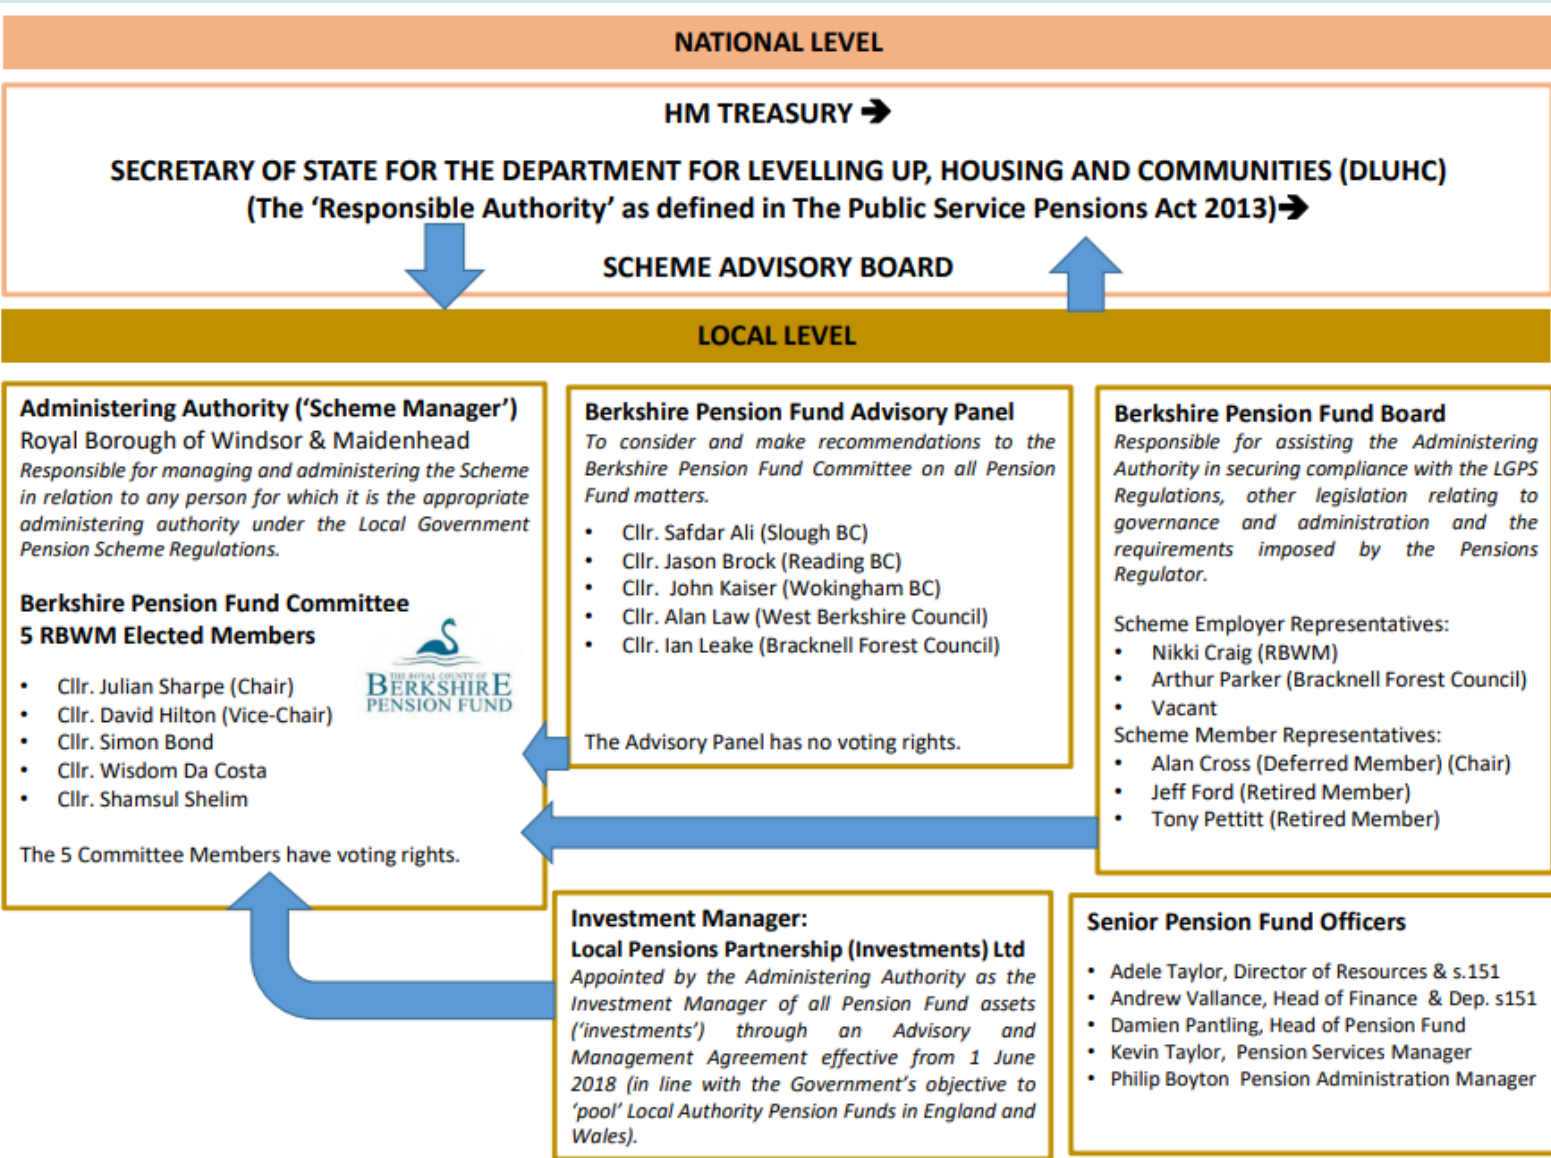 NATIONAL LEVEL
HM TREASURY ➔
SECRETARY OF STATE FOR THE DEPARTMENT FOR LEVELLING UP, HOUSING AND COMMUNITIES (DLUHC)
(The ‘Responsible Authority’ as defined in The Public Service Pensions Act 2013)➔
SCHEME ADVISORY BOARD
LOCAL LEVEL
Administering Authority (‘Scheme Manager’)
Royal Borough of Windsor & Maidenhead
Responsible for managing and administering the Scheme
in relation to any person for which it is the appropriate
administering authority under the Local Government
Pension Scheme Regulations.
Berkshire Pension Fund Committee
5 RBWM Elected Members
• Cllr. Julian Sharpe (Chair)
• Cllr. David Hilton (Vice-Chair)
• Cllr. Simon Bond
• Cllr. Wisdom Da Costa
• Cllr. Shamsul Shelim
THE ROYAL COUNTY OF
BERKSHIRE
PENSION FUND
The 5 Committee Members have voting rights.
Berkshire Pension Fund Advisory Panel
To consider and make recommendations to the
Berkshire Pension Fund Committee on all Pension
Fund matters.
• Cllr. Safdar Ali (Slough BC)
• Cllr. Jason Brock (Reading BC)
• Cllr. John Kaiser (Wokingham BC)
• Cllr. Alan Law (West Berkshire Council)
• Cllr. Ian Leake (Bracknell Forest Council)
The Advisory Panel has no voting rights.
Berkshire Pension Fund Board
Responsible for assisting the Administering
Authority in securing compliance with the LGPS
Regulations, other legislation relating to
governance and administration and the
requirements imposed by the Pensions
Regulator.
Scheme Employer Representatives:
• Nikki Craig (RBWM)
• Arthur Parker (Bracknell Forest Council)
• Vacant
Scheme Member Representatives:
• Alan Cross (Deferred Member) (Chair)
• Jeff Ford (Retired Member)
• Tony Pettitt (Retired Member)
Investment Manager:
Local Pensions Partnership (Investments) Ltd
Appointed by the Administering Authority as the
Investment Manager of all Pension Fund assets
(‘investments’) through an Advisory and
Management Agreement effective from 1 June
2018 (in line with the Government’s objective to
‘pool’ Local Authority Pension Funds in England and
Wales).
Senior Pension Fund Officers
• Adele Taylor, Director of Resources & s.151
• Andrew Vallance, Head of Finance & Dep. s151
• Damien Pantling, Head of Pension Fund
• Kevin Taylor, Pension Services Manager
• Philip Boyton Pension Administration Manager